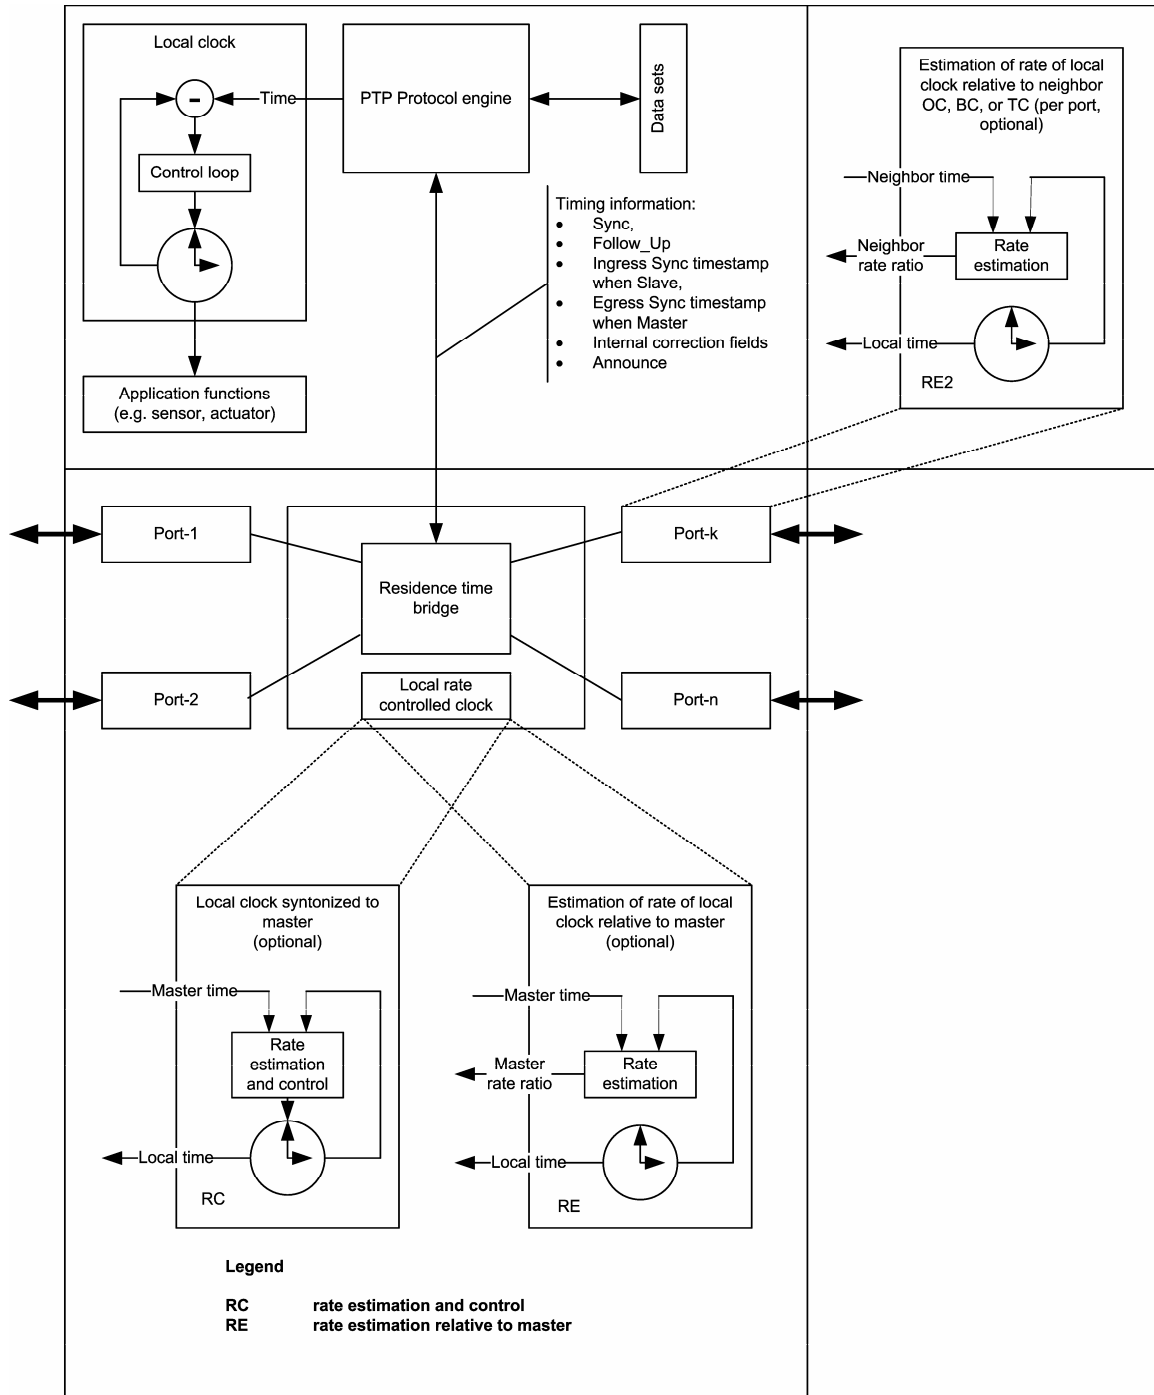 Local clock
-
Time
Control loop
Application functions
(e.g. sensor, actuator)
PTP Protocol engine
Data sets
Timing information:
• Sync,
• Follow_Up
• Ingress Sync timestamp
when Slave,
• Egress Sync timestamp
when Master
• Internal correction fields
• Announce
Estimation of rate of local
clock relative to neighbor
OC, BC, or TC (per port,
optional)
Neighbor time
Neighbor
rate ratio
Rate
estimation
Local time
RE2
Port-1
Port-k
Residence time
bridge
Port-2
Local rate
controlled clock
Port-n
Local clock syntonized to
master
(optional)
Master time
Rate
estimation
and control
Local time
RC
Estimation of rate of local
clock relative to master
(optional)
Master time
Master
rate ratio
Rate
estimation
Local time
RE
Legend
RC rate estimation and control
RE rate estimation relative to master